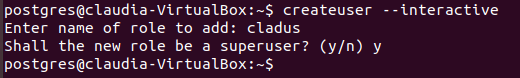 postgres@claudia-VirtualBox:~$ createuser --interactive
Enter name of role to add: cladus
Shall the new role be a superuser? (y/n) y
postgres@claudia-VirtualBox:~$